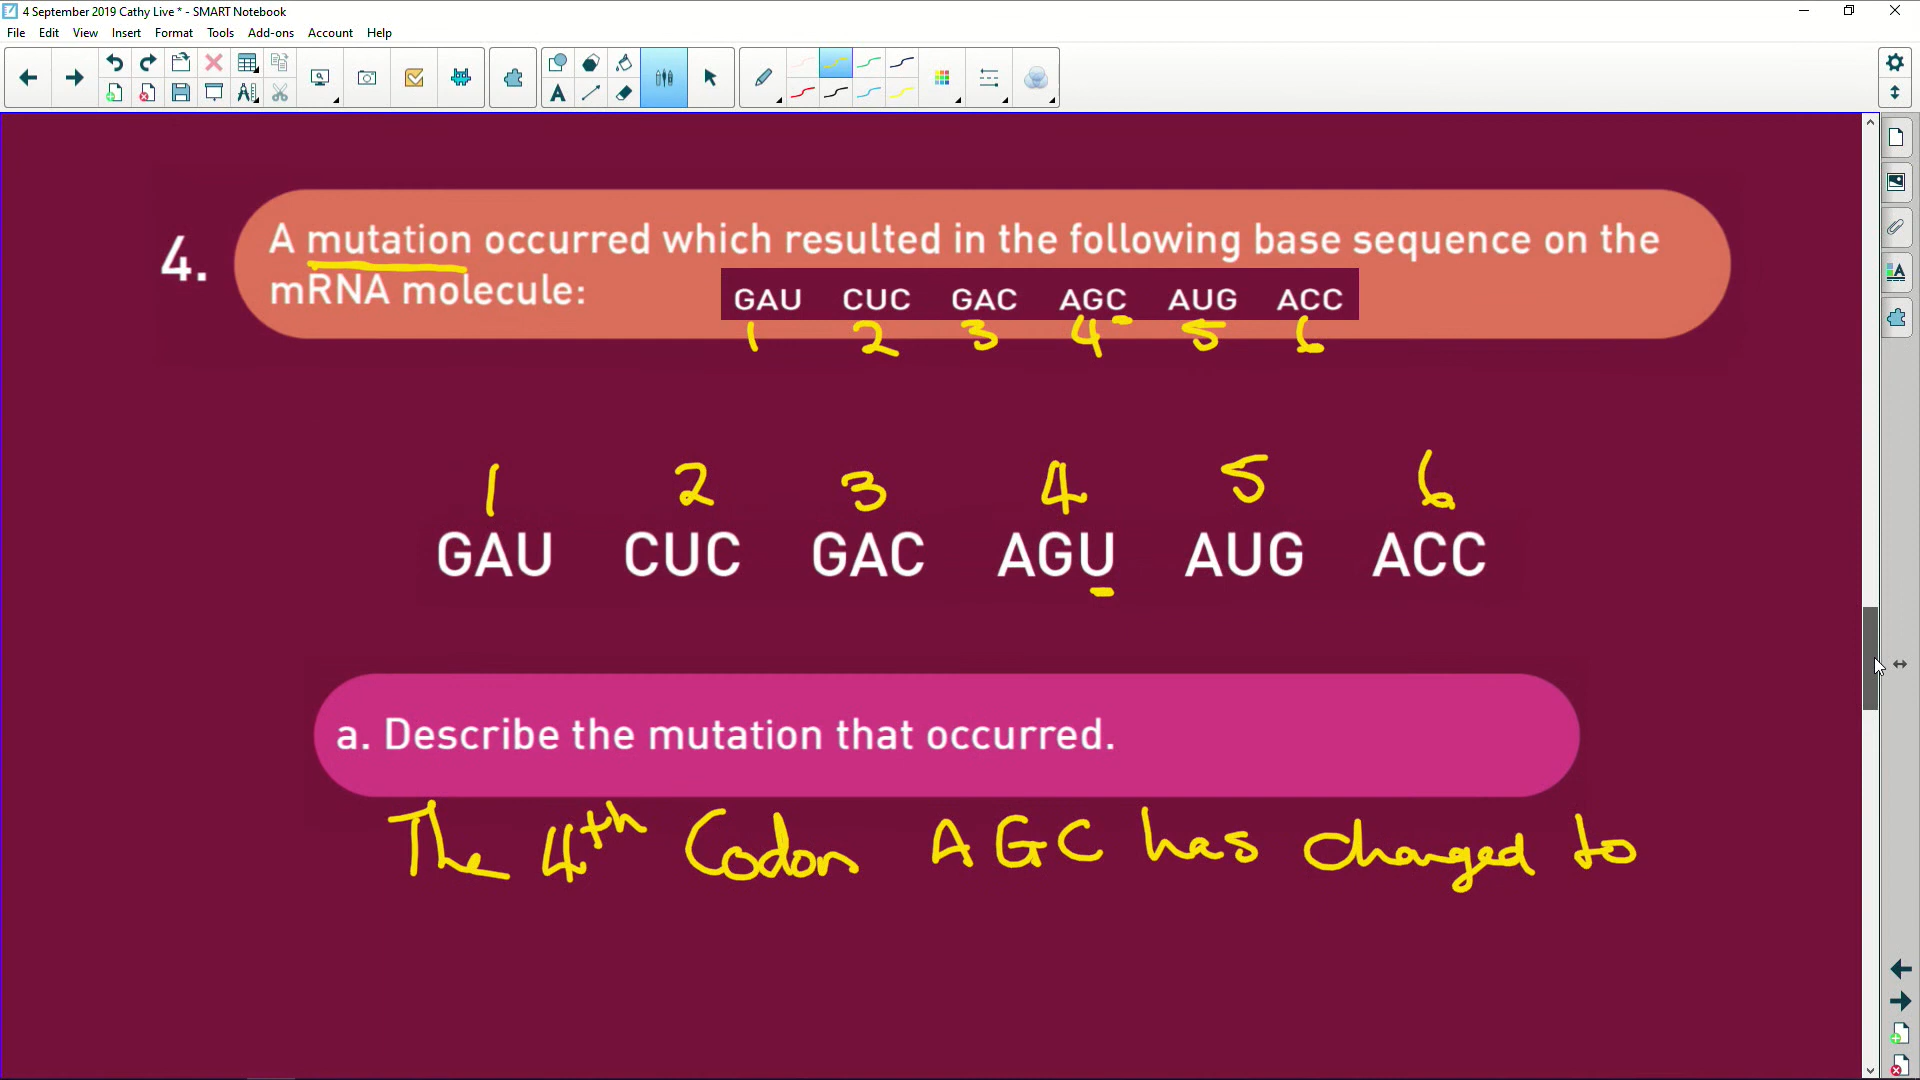 4 September 2019 Cathy Live * - SMART Notebook
File Edit View Insert Format Tools Add-ons Account Help
4.
A mutation occurred which resulted in the following base sequence on the
mRNA molecule:
GAU CUC GAC AGC AUG ACC
1 2 3 4 5 6
1 2 3 4 5 6
GAU CUC GAC AGU AUG ACC
a. Describe the mutation that occurred.
The 4th Codon AGC has changed to